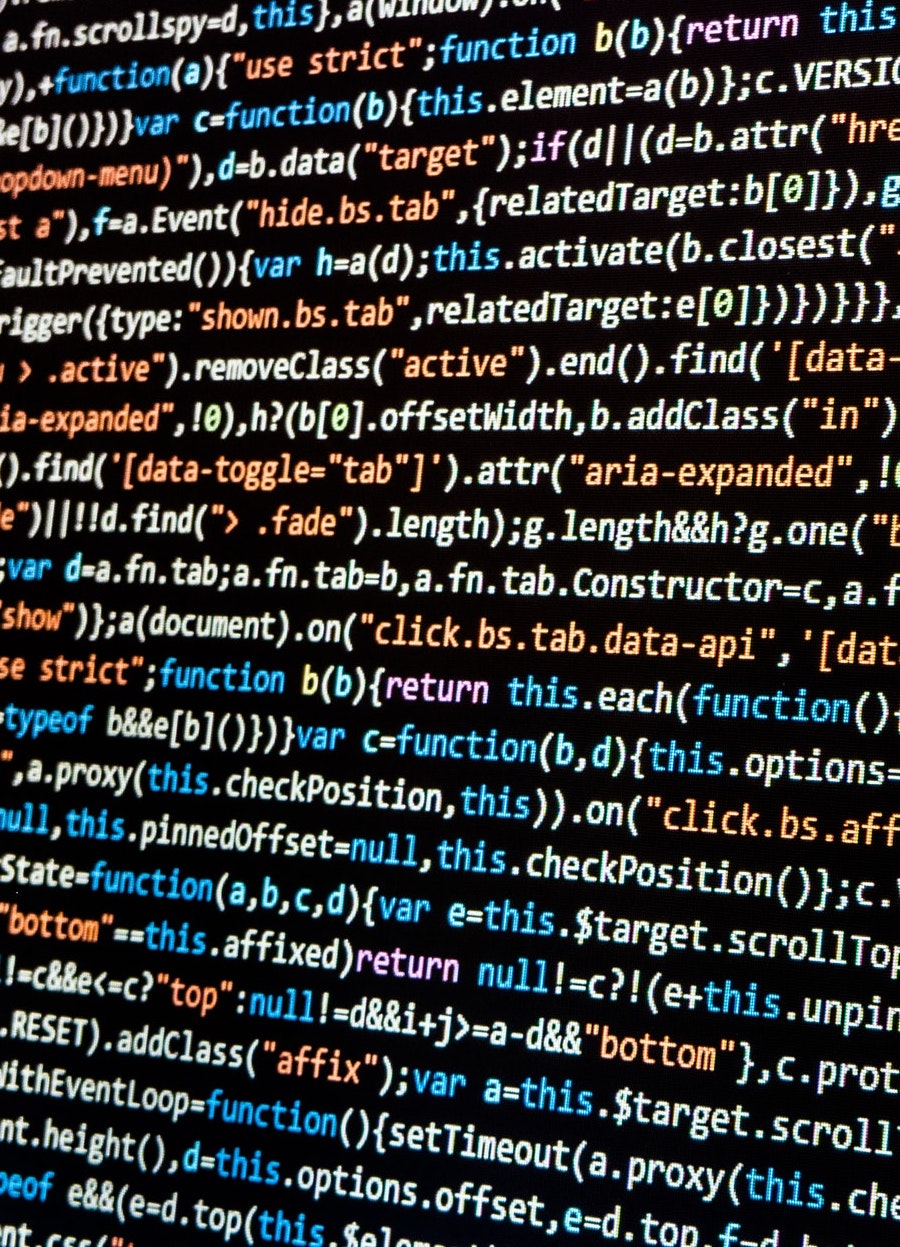 a.fn.scrollspy=d,this},a(window).on(
y),+function(a){"use strict";function b(b){return this
&e[b]()})}var c=function(b){this.element=a(b)};c.VERSIO
opdown-menu)"),d=b.data("target");if(d||(d=b.attr("hre
st a"),f=a.Event("hide.bs.tab",{relatedTarget:b[0]}),g
faultPrevented()){var h=a(d);this.activate(b.closest("
rigger({type:"shown.bs.tab",relatedTarget:e[0]})})}}},
> .active").removeClass("active").end().find('[data-
ia-expanded",!0),h?(b[0].offsetWidth,b.addClass("in")
().find('[data-toggle="tab"]').attr("aria-expanded",!0
e")||!!d.find("> .fade").length);g.length&&h?g.one("b
;var d=a.fn.tab;a.fn.tab=b,a.fn.tab.Constructor=c,a.f
"show")};a(document).on("click.bs.tab.data-api",'[dat
se strict";function b(b){return this.each(function()
=typeof b&&e[b]()})}var c=function(b,d){this.options=
",a.proxy(this.checkPosition,this)).on("click.bs.aff
null,this.pinnedOffset=null,this.checkPosition()};c.
State=function(a,b,c,d){var e=this.$target.scrollTop
"bottom"==this.affixed)return null!=c?!(e+this.unpin
!=c&&e<=c?"top":null!=d&&i+j>=a-d&&"bottom"},c.prot
.RESET).addClass("affix");var a=this.$target.scroll
WithEventLoop=function(){setTimeout(a.proxy(this.che
nt.height(),d=this.options.offset,e=d.top,f=d.b
peof e&&(e=d.top(this.$elem
nt.css("t